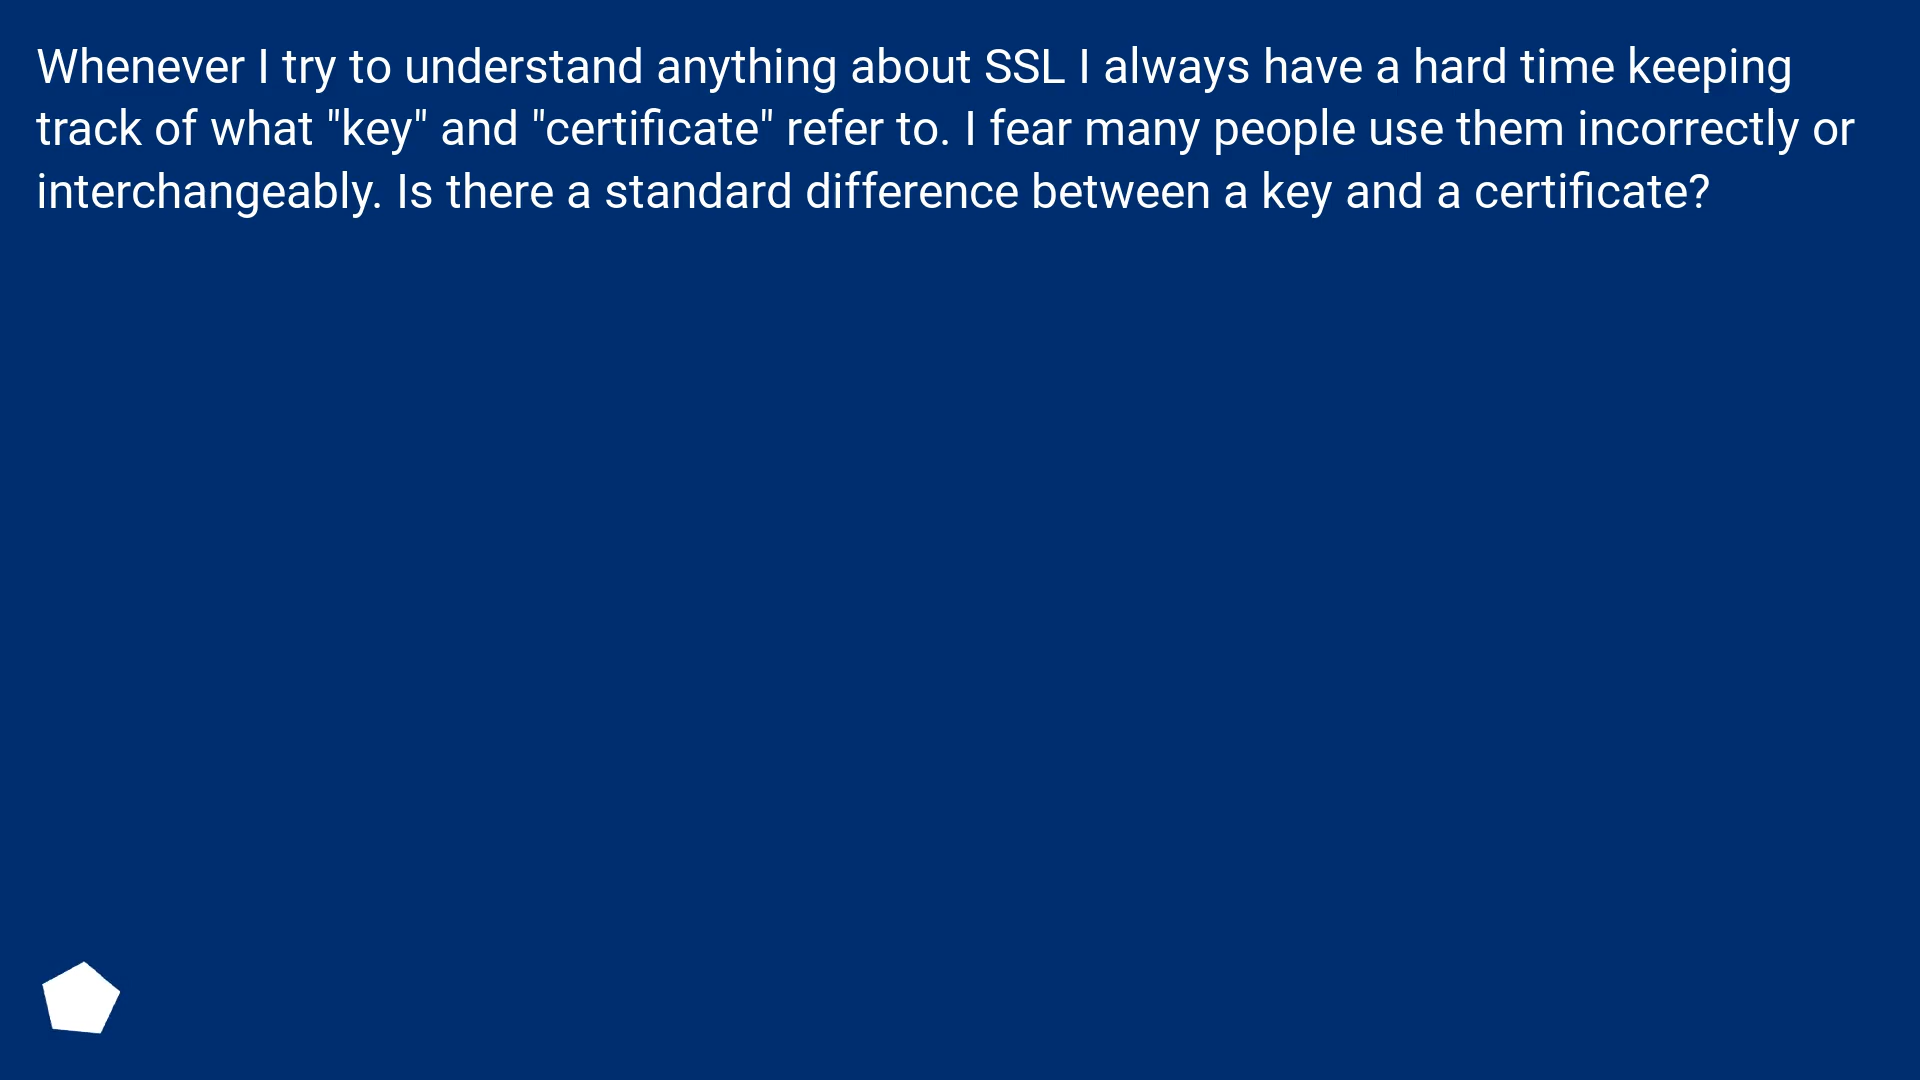 Whenever I try to understand anything about SSL I always have a hard time keeping
track of what "key" and "certificate" refer to. I fear many people use them incorrectly or
interchangeably. Is there a standard difference between a key and a certificate?